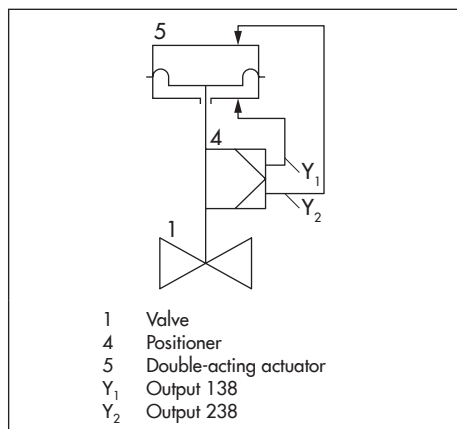 5
4
Y₁
Y₂
1
1 Valve
4 Positioner
5 Double-acting actuator
Y₁ Output 138
Y₂ Output 238